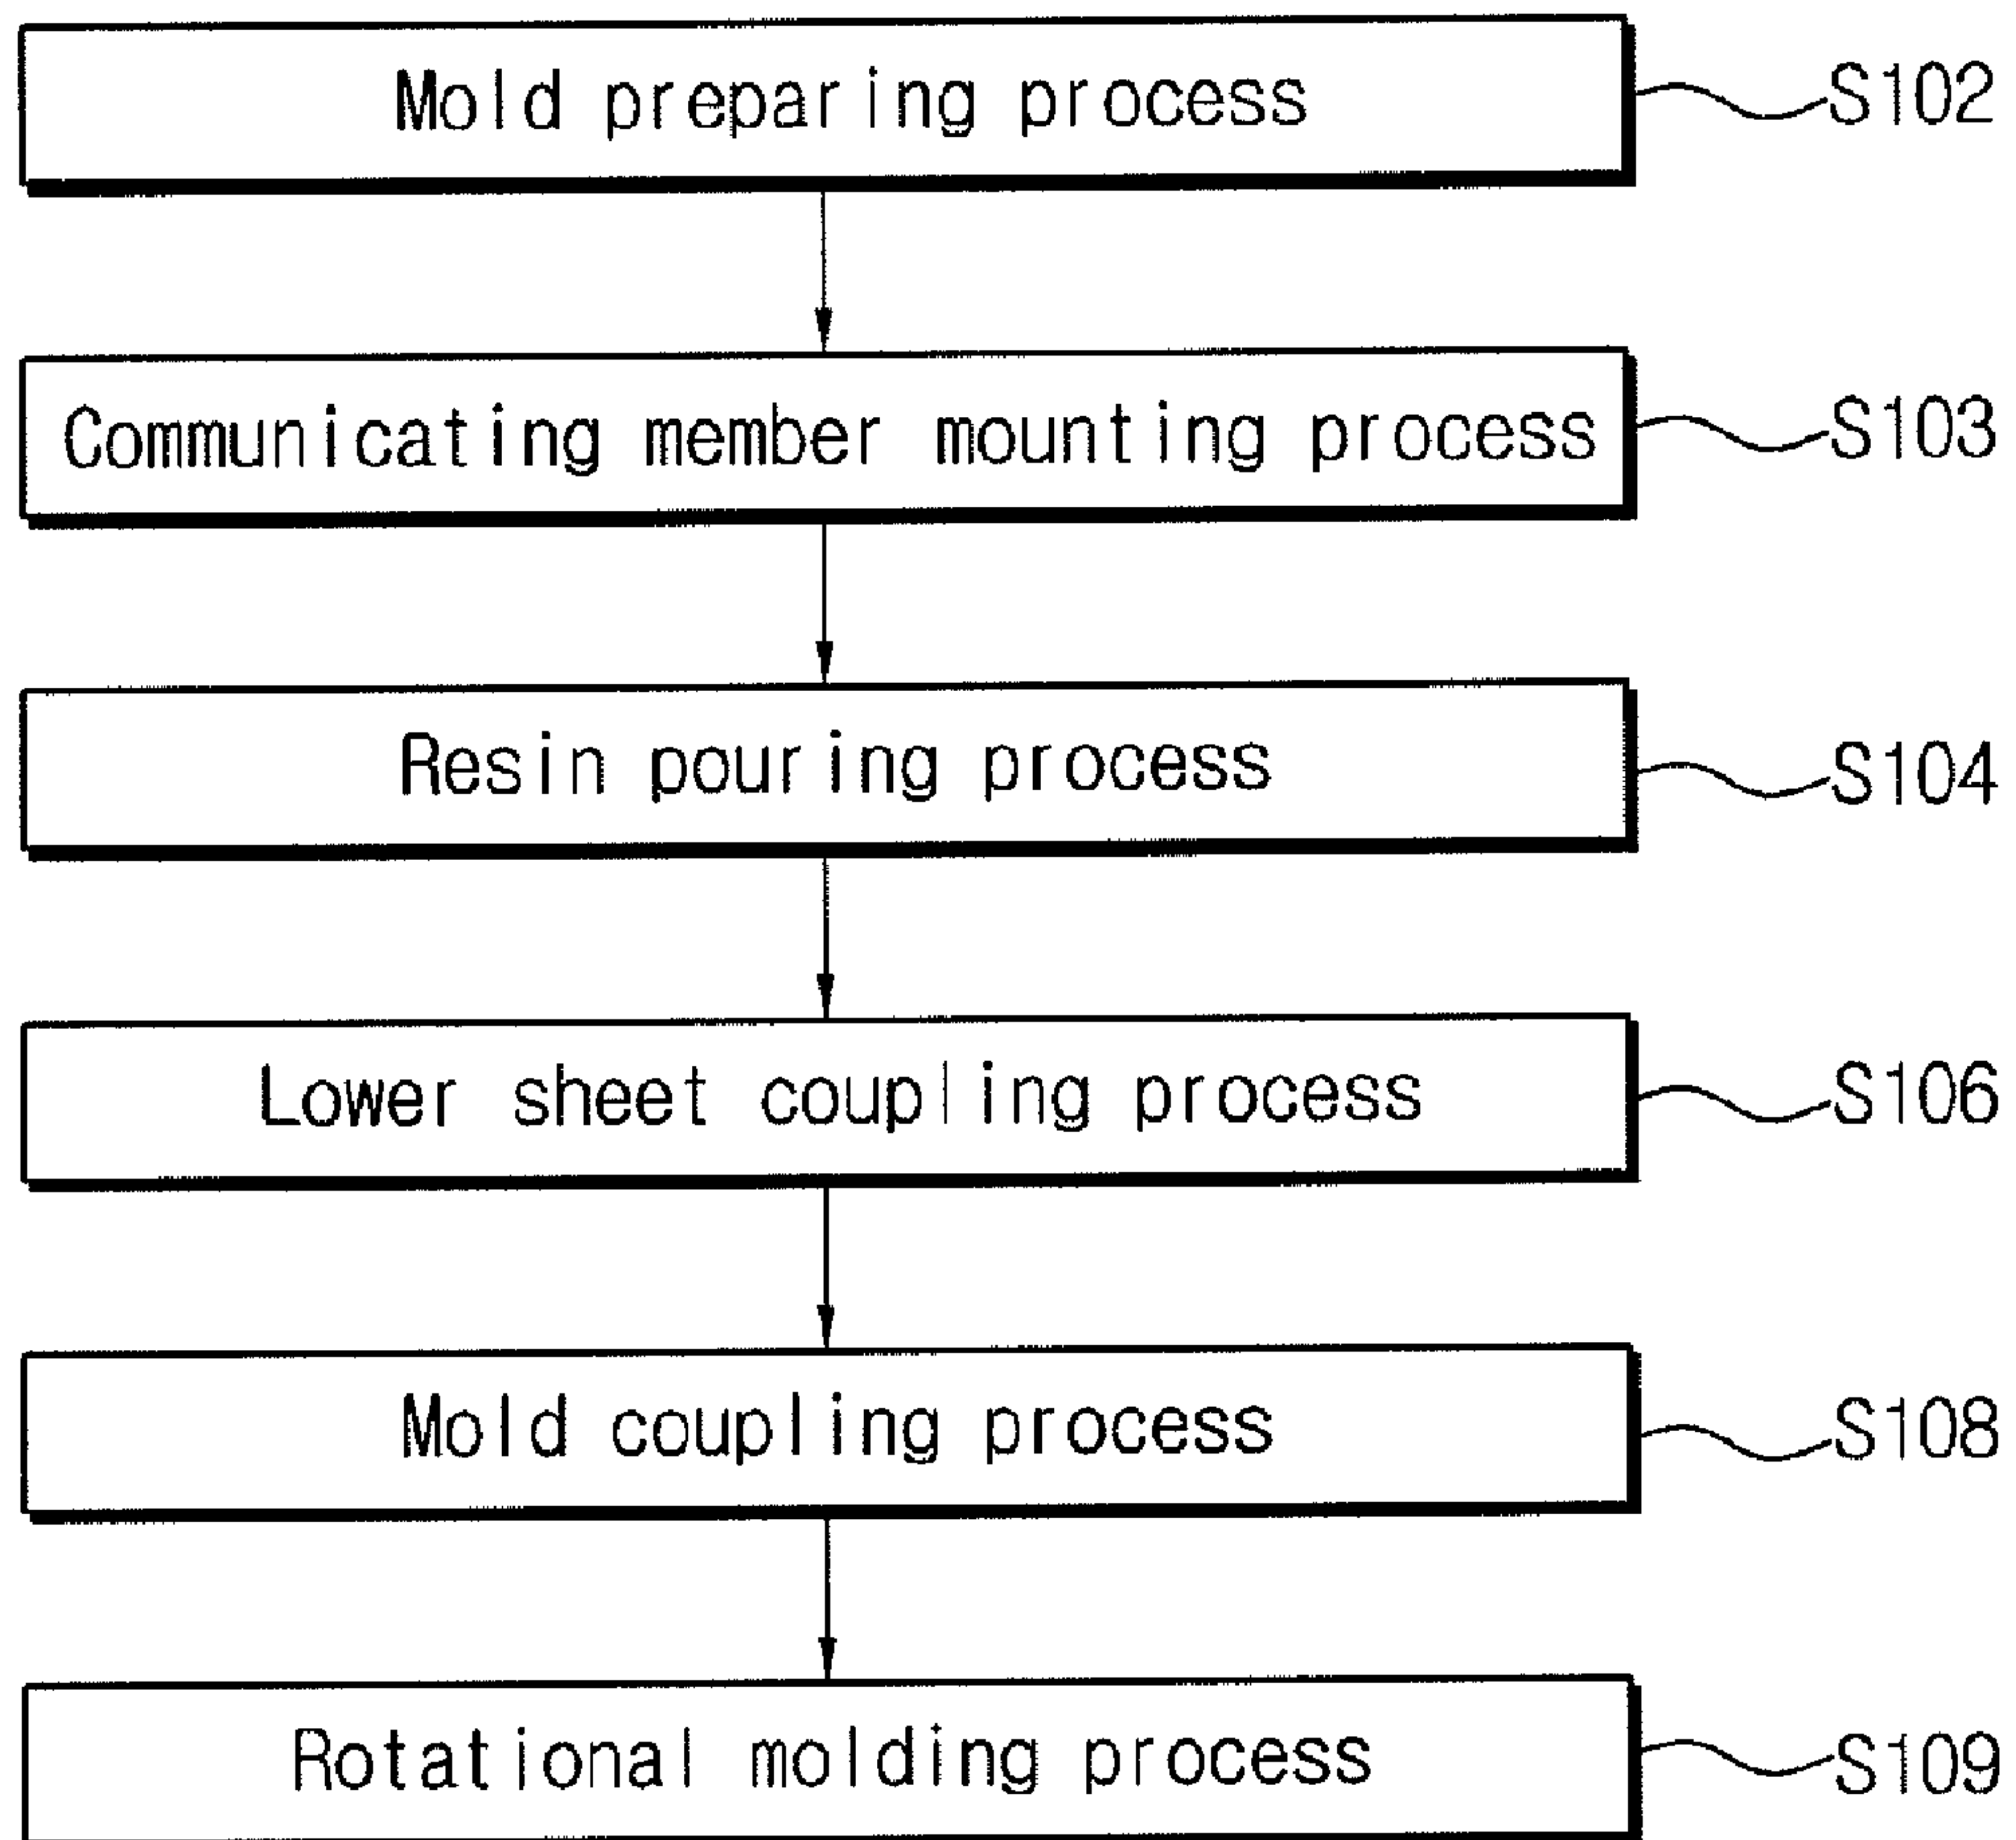 Mold preparing process S102
Communicating member mounting process S103
Resin pouring process S104
Lower sheet coupling process S106
Mold coupling process S108
Rotational molding process S109